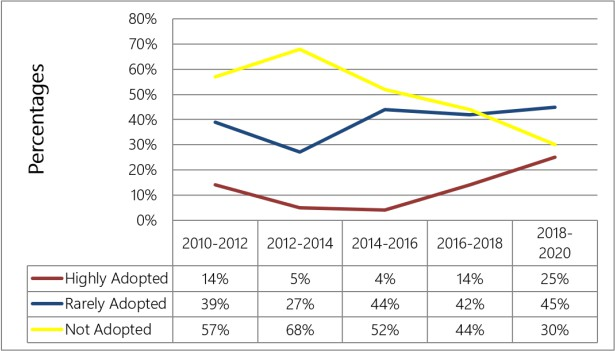 80%
70%
60%
50%
40%
30%
20%
10%
0%
Percentages
2010-2012 2012-2014 2014-2016 2016-2018 2018-
2020
Highly Adopted 14% 5% 4% 14% 25%
Rarely Adopted 39% 27% 44% 42% 45%
Not Adopted 57% 68% 52% 44% 30%